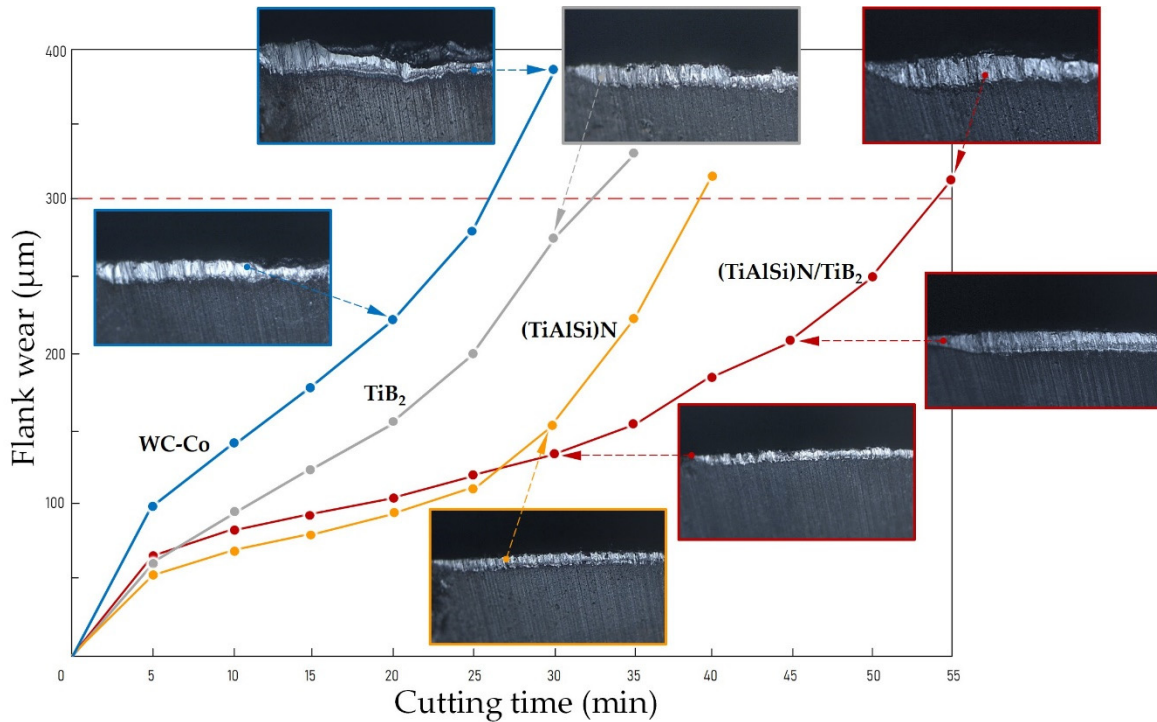 400
300
200
100
0
Flank wear (µm)
WC-Co
TiB₂
(TiAlSi)N
(TiAlSi)N/TiB₂
5 10 15 20 25 30 35 40 45 50 55
Cutting time (min)